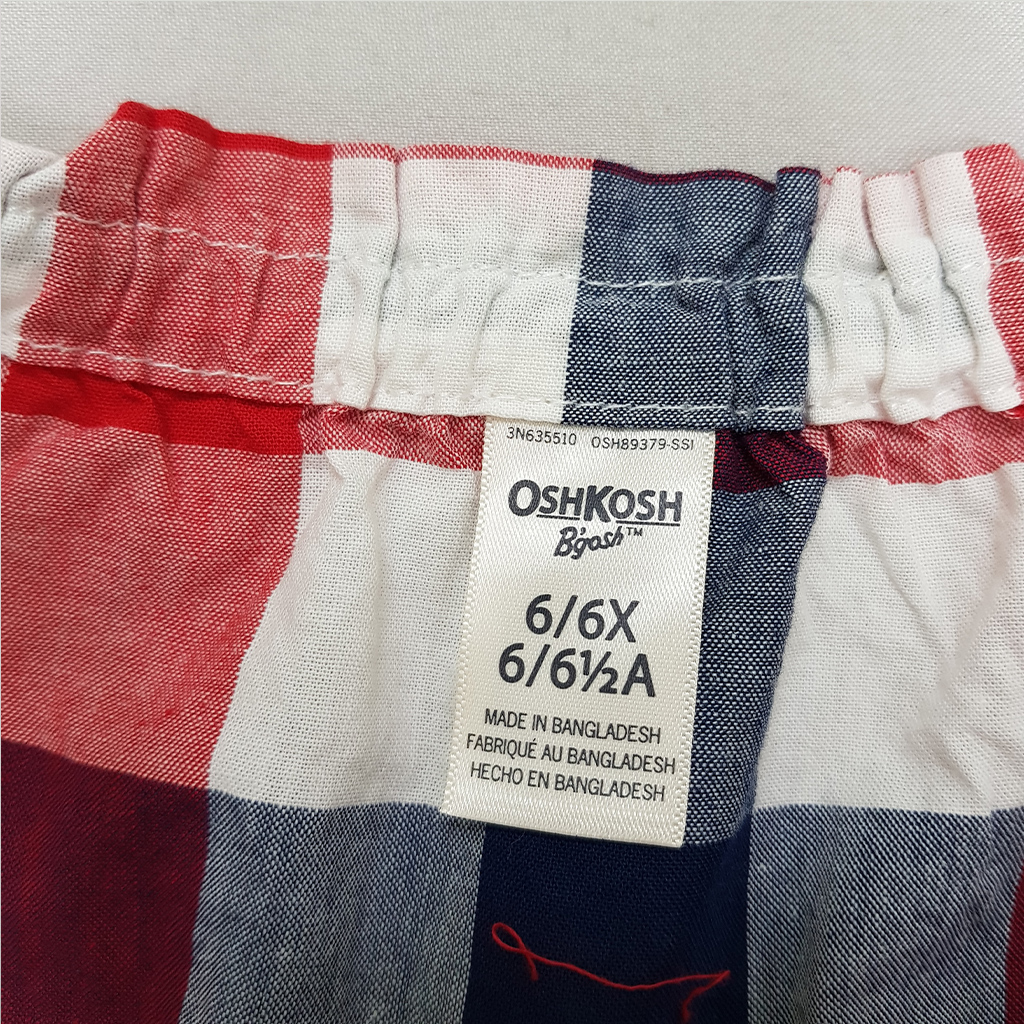 3N635510 OSH89379-SSI
OSHKOSH
B'gosh™
6/6X
6/6½A
MADE IN BANGLADESH
FABRIQUÉ AU BANGLADESH
HECHO EN BANGLADESH